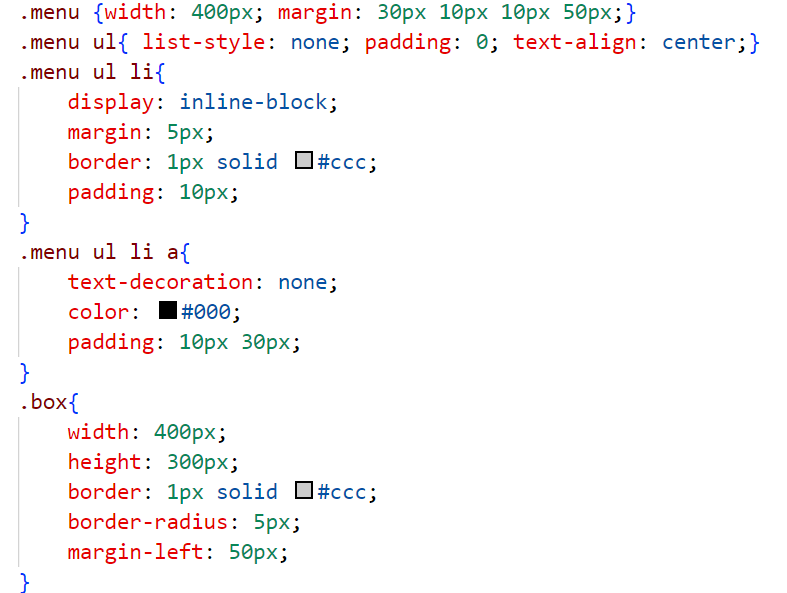 .menu {width: 400px; margin: 30px 10px 10px 50px;}
.menu ul{ list-style: none; padding: 0; text-align: center;}
.menu ul li{
    display: inline-block;
    margin: 5px;
    border: 1px solid #ccc;
    padding: 10px;
}
.menu ul li a{
    text-decoration: none;
    color: #000;
    padding: 10px 30px;
}
.box{
    width: 400px;
    height: 300px;
    border: 1px solid #ccc;
    border-radius: 5px;
    margin-left: 50px;
}